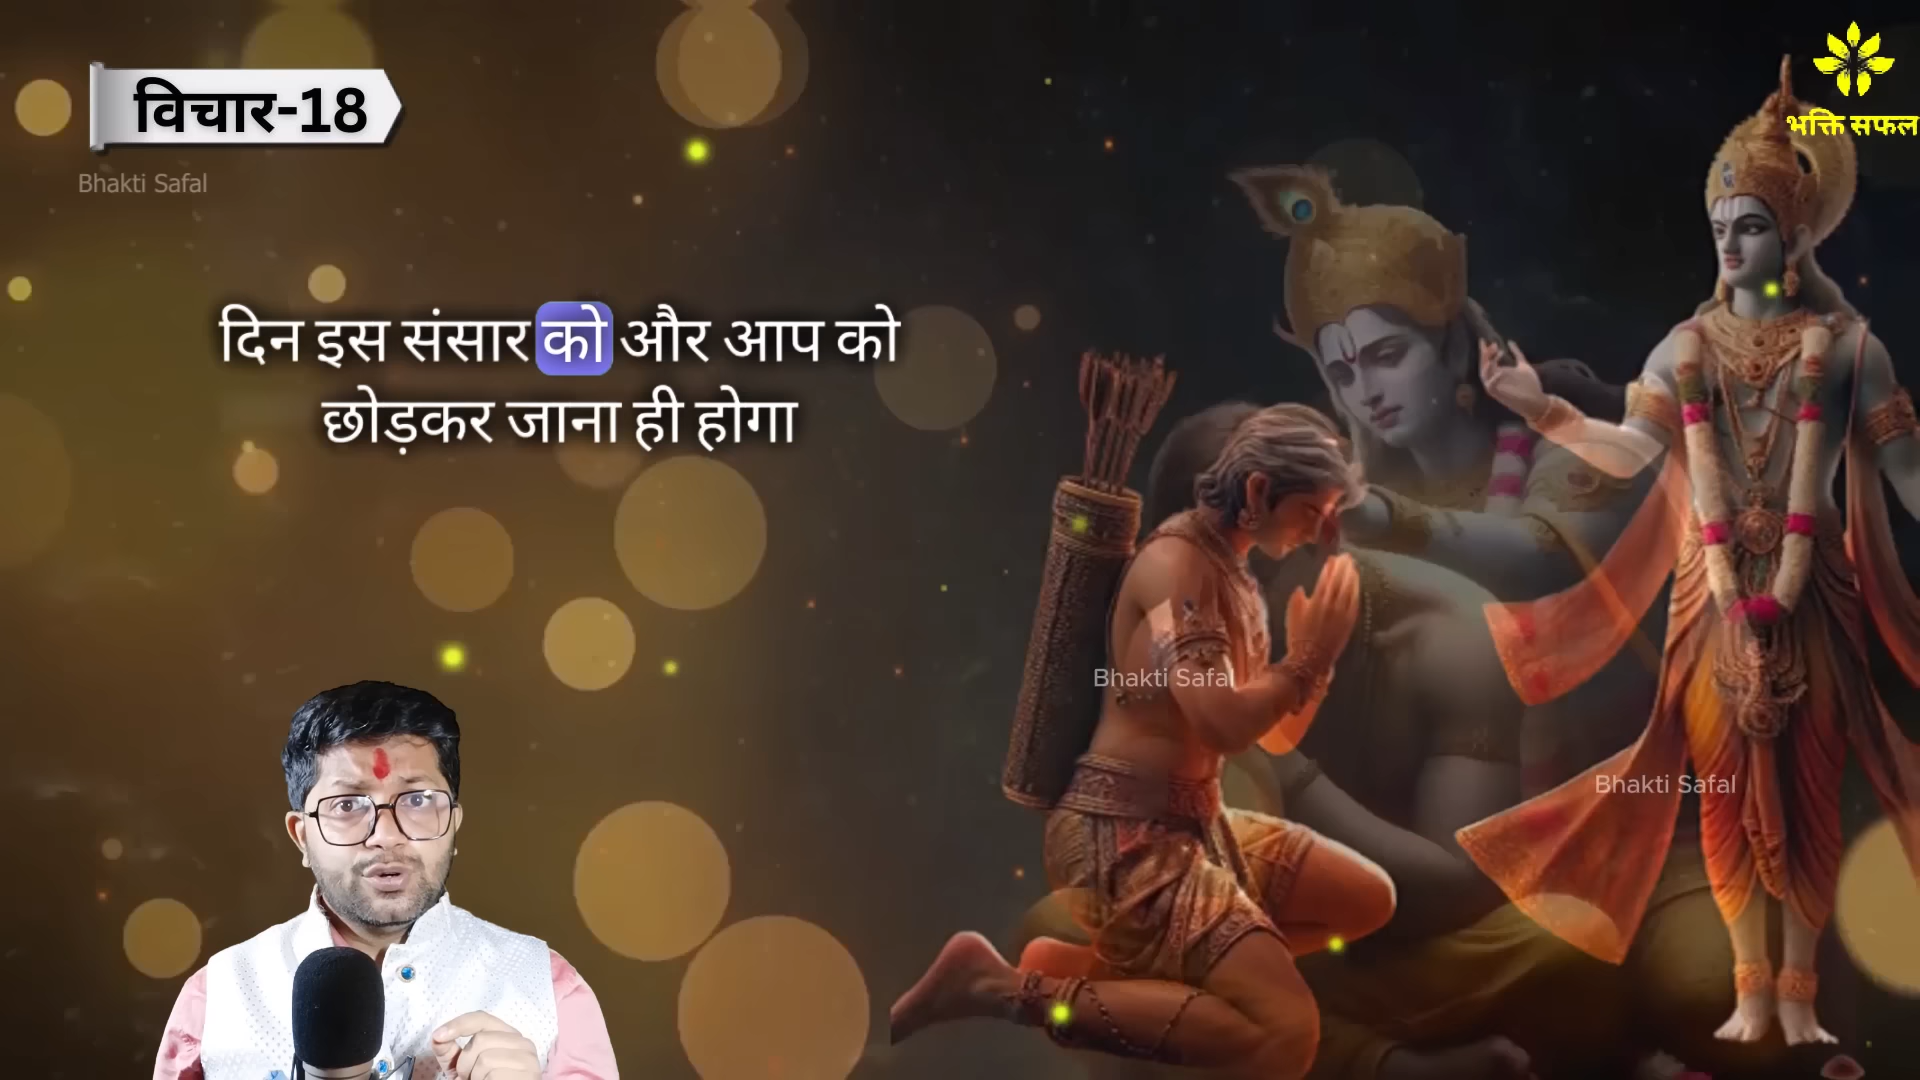 विचार-18
भक्ति सफल
Bhakti Safal
दिन इस संसार को और आप को
छोड़कर जाना ही होगा
Bhakti Safal
Bhakti Safal